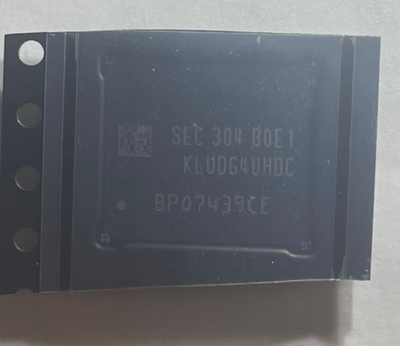 SEC 304 B0E1
KLUDG4UHDC
BPQ7439CE